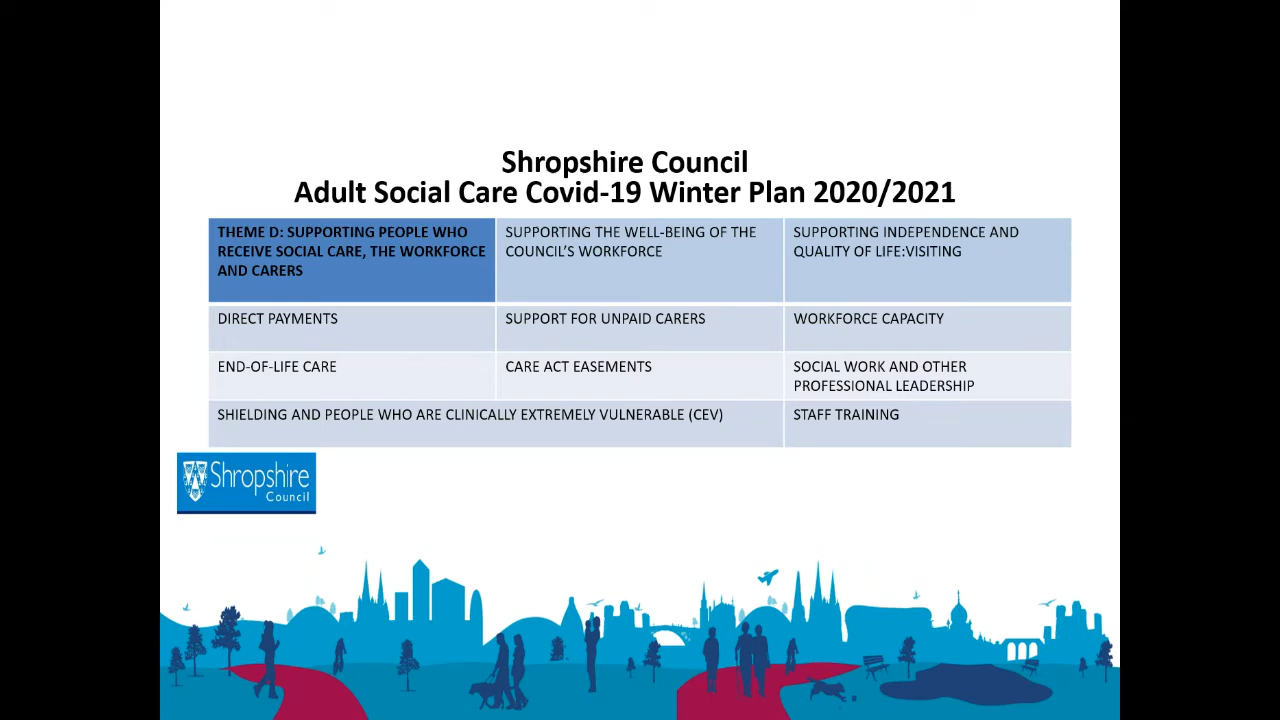 Shropshire Council
Adult Social Care Covid-19 Winter Plan 2020/2021
THEME D: SUPPORTING PEOPLE WHO
RECEIVE SOCIAL CARE, THE WORKFORCE
AND CARERS
SUPPORTING THE WELL-BEING OF THE
COUNCIL'S WORKFORCE
SUPPORTING INDEPENDENCE AND
QUALITY OF LIFE:VISITING
DIRECT PAYMENTS
SUPPORT FOR UNPAID CARERS
WORKFORCE CAPACITY
END-OF-LIFE CARE
CARE ACT EASEMENTS
SOCIAL WORK AND OTHER
PROFESSIONAL LEADERSHIP
SHIELDING AND PEOPLE WHO ARE CLINICALLY EXTREMELY VULNERABLE (CEV)
STAFF TRAINING
Shropshire
Council